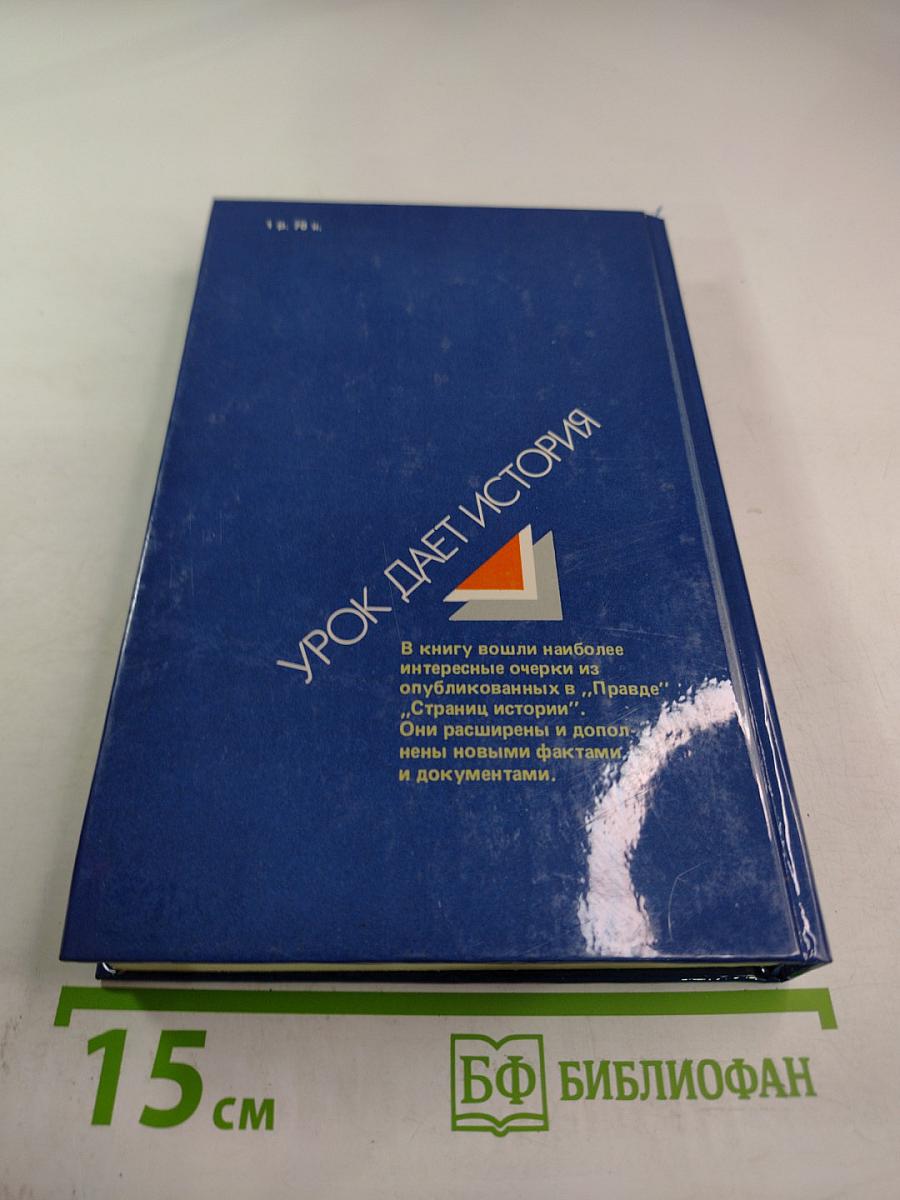 1 р. 70 к.
УРОК ДАЕТ ИСТОРИЯ
В книгу вошли наиболее
интересные очерки из
опубликованных в „Правде"
„Страниц истории".
Они расширены и допол-
нены новыми фактами
и документами.
15 см
БФ БИБЛИОФАН